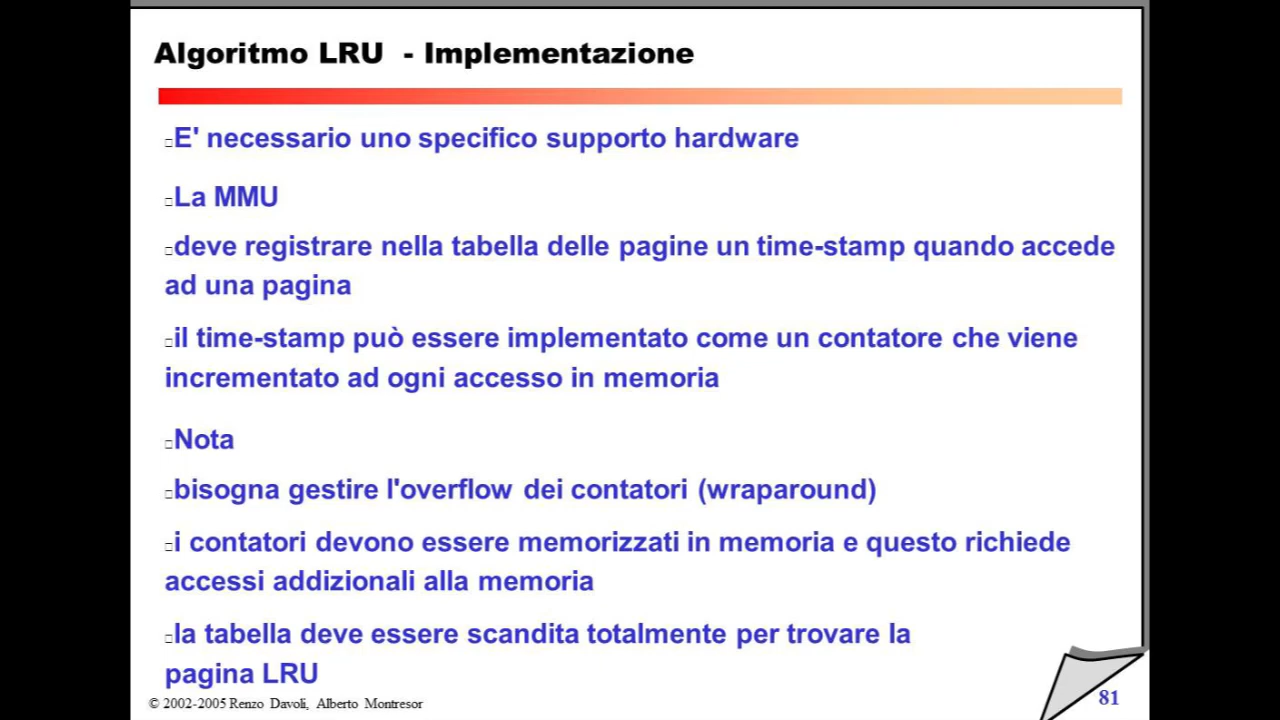 Algoritmo LRU - Implementazione
E' necessario uno specifico supporto hardware
La MMU
deve registrare nella tabella delle pagine un time-stamp quando accede
ad una pagina
il time-stamp può essere implementato come un contatore che viene
incrementato ad ogni accesso in memoria
Nota
bisogna gestire l'overflow dei contatori (wraparound)
i contatori devono essere memorizzati in memoria e questo richiede
accessi addizionali alla memoria
la tabella deve essere scandita totalmente per trovare la
pagina LRU
© 2002-2005 Renzo Davoli, Alberto Montresor
81